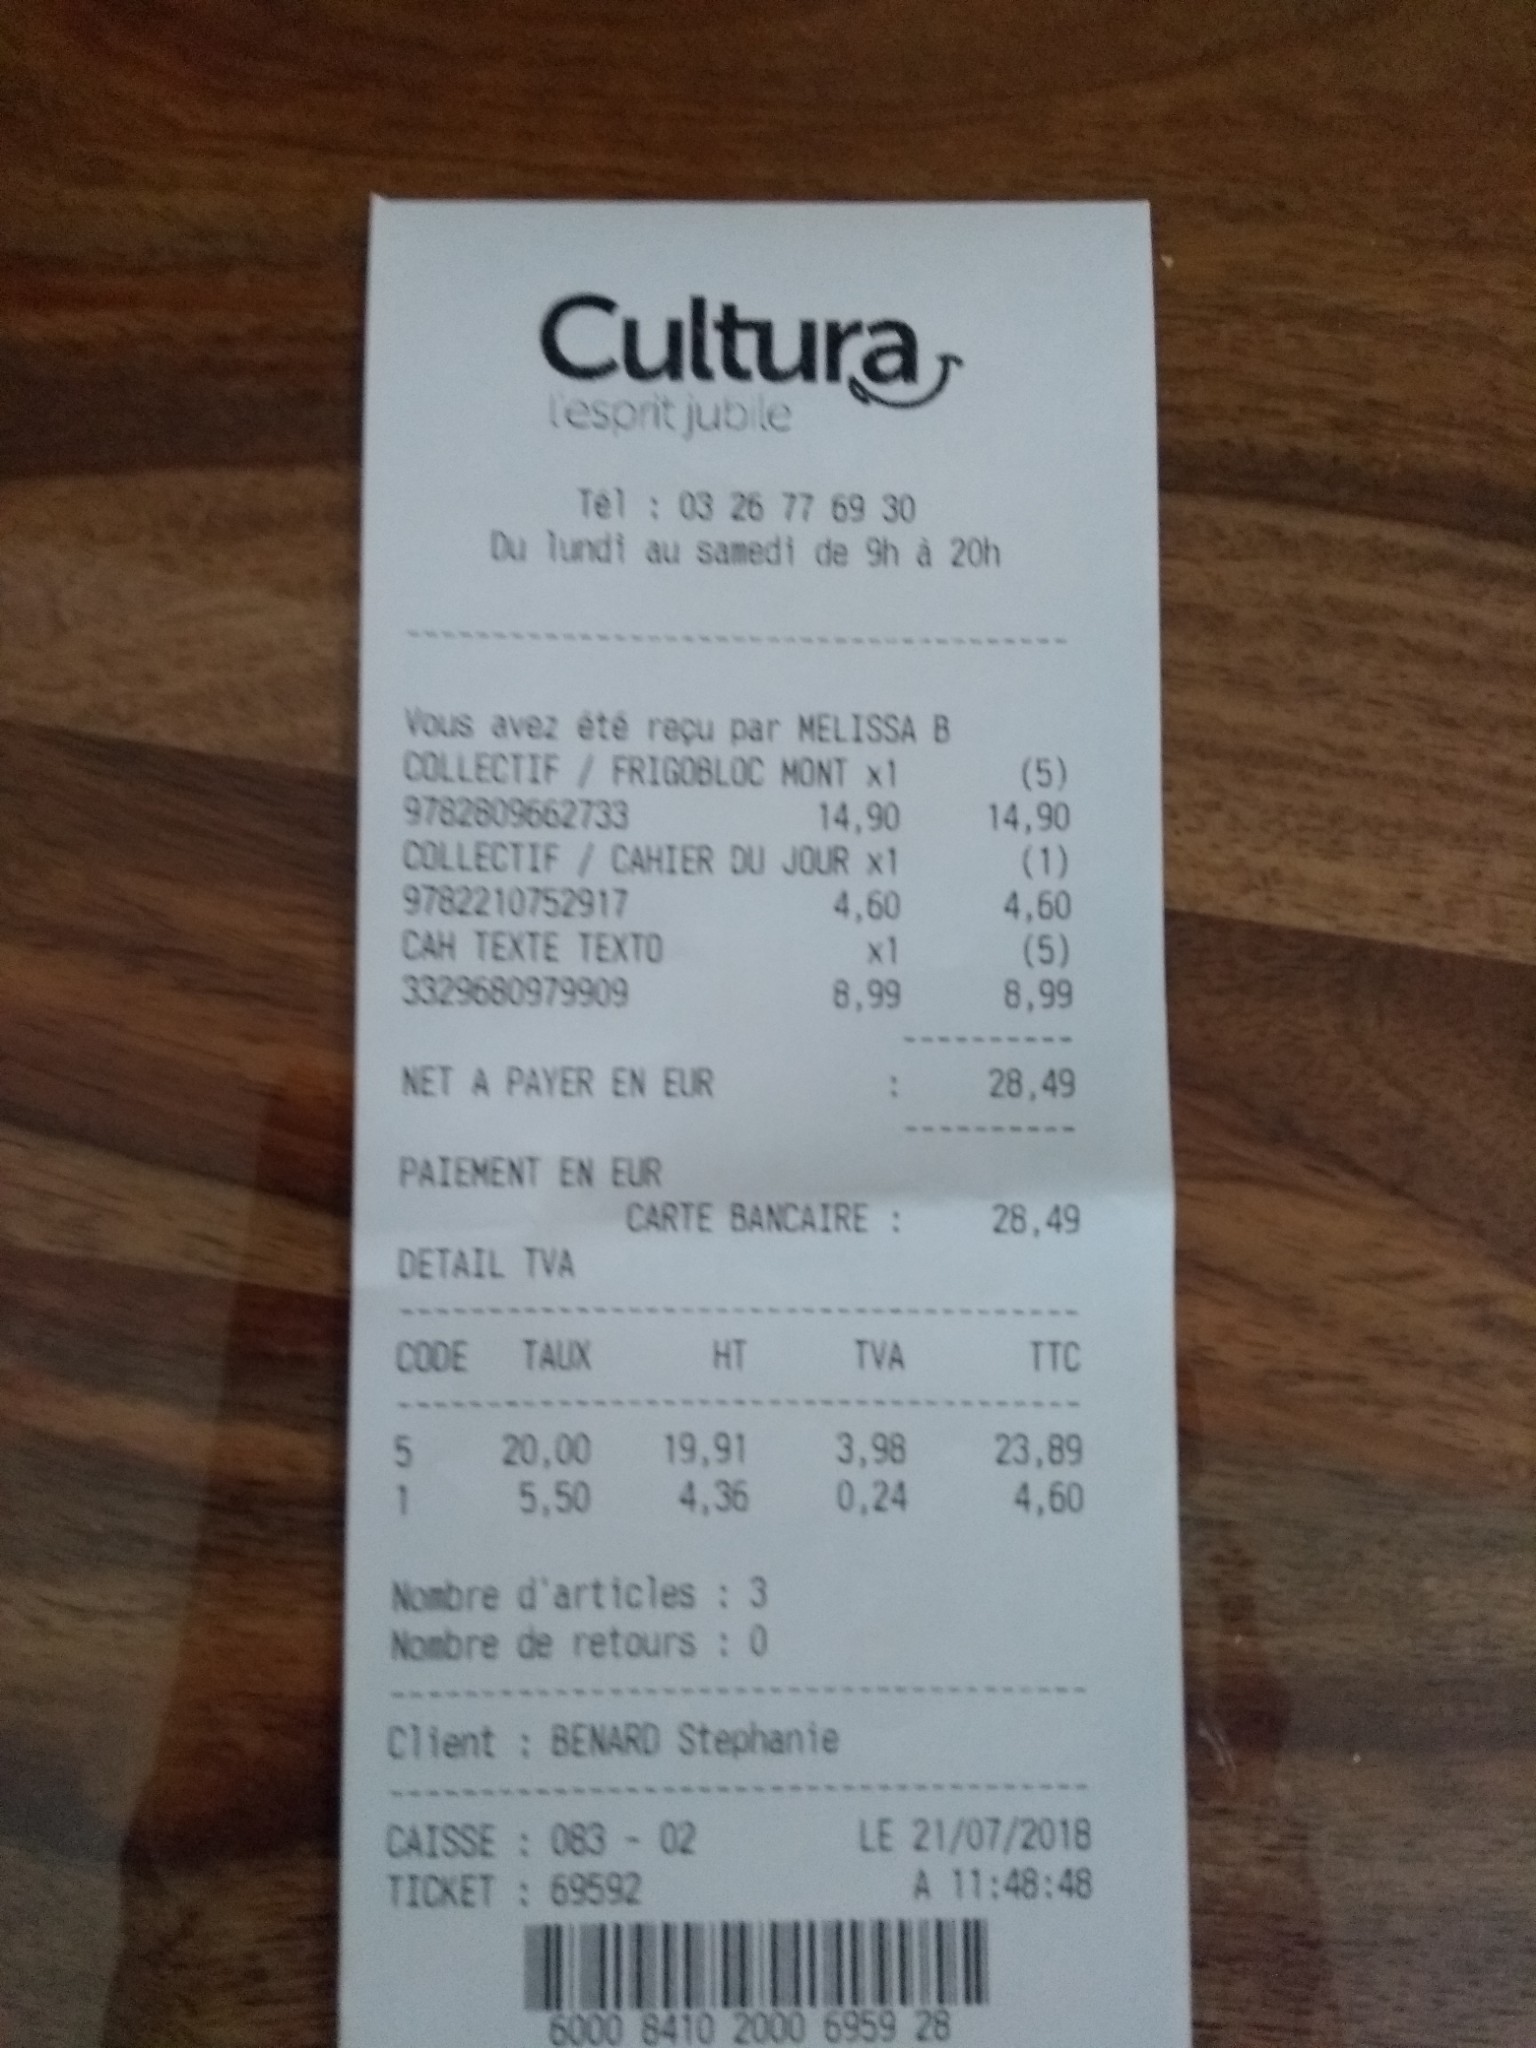 Cultura
l'esprit jubile
Tél : 03 26 77 69 30
Du lundi au samedi de 9h à 20h
Vous avez été reçu par MELISSA B
COLLECTIF / FRIGOBLOC MONT x1 (5)
9782809662733 14,90 14,90
COLLECTIF / CAHIER DU JOUR x1 (1)
9782210752917 4,60 4,60
CAH TEXTE TEXTO x1 (5)
3329680979909 8,99 8,99
NET A PAYER EN EUR : 28,49
PAIEMENT EN EUR
CARTE BANCAIRE : 28,49
DETAIL TVA
CODE TAUX HT TVA TTC
5 20,00 19,91 3,98 23,89
1 5,50 4,36 0,24 4,60
Nombre d'articles : 3
Nombre de retours : 0
Client : BENARD Stephanie
CAISSE : 083 - 02 LE 21/07/2018
TICKET : 69592 A 11:48:48
6000 8410 2000 6959 28